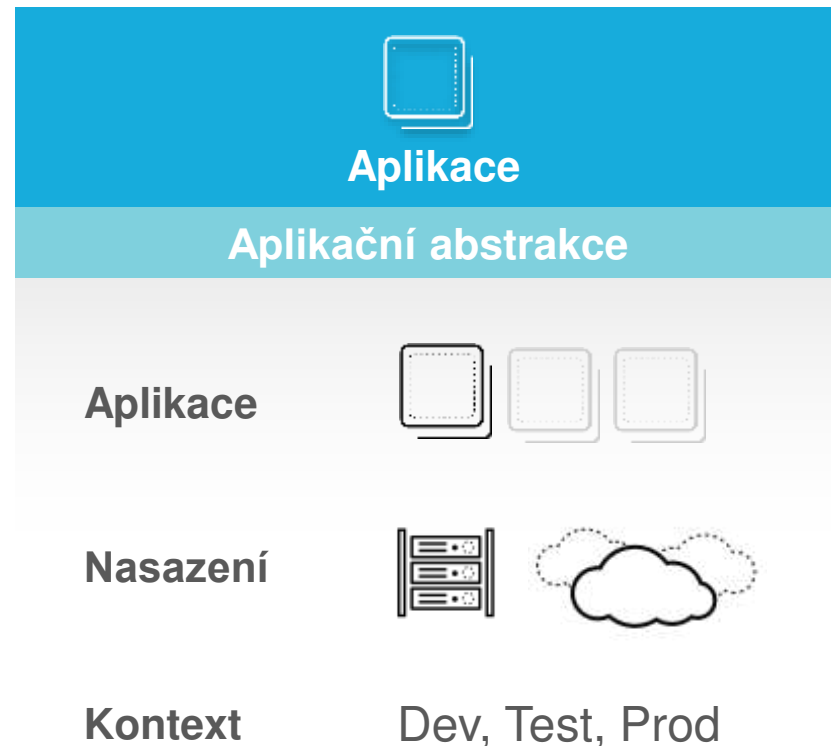 Aplikace
Aplikační abstrakce
Aplikace
Nasazení
Kontext Dev, Test, Prod